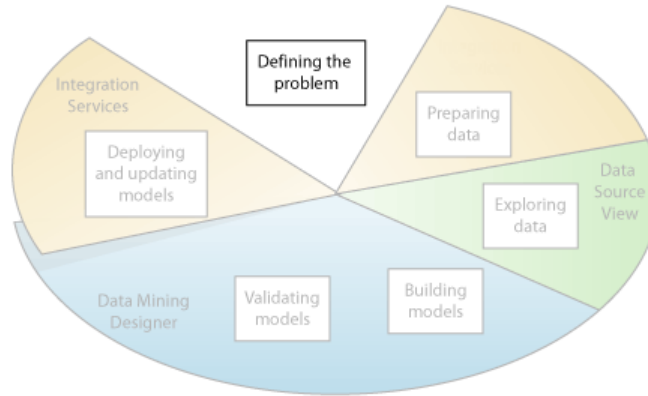 Defining the
problem
Preparing
data
Data
Source
View
Exploring
data
Building
models
Validating
models
Data Mining
Designer
Deploying
and updating
models
Integration
Services